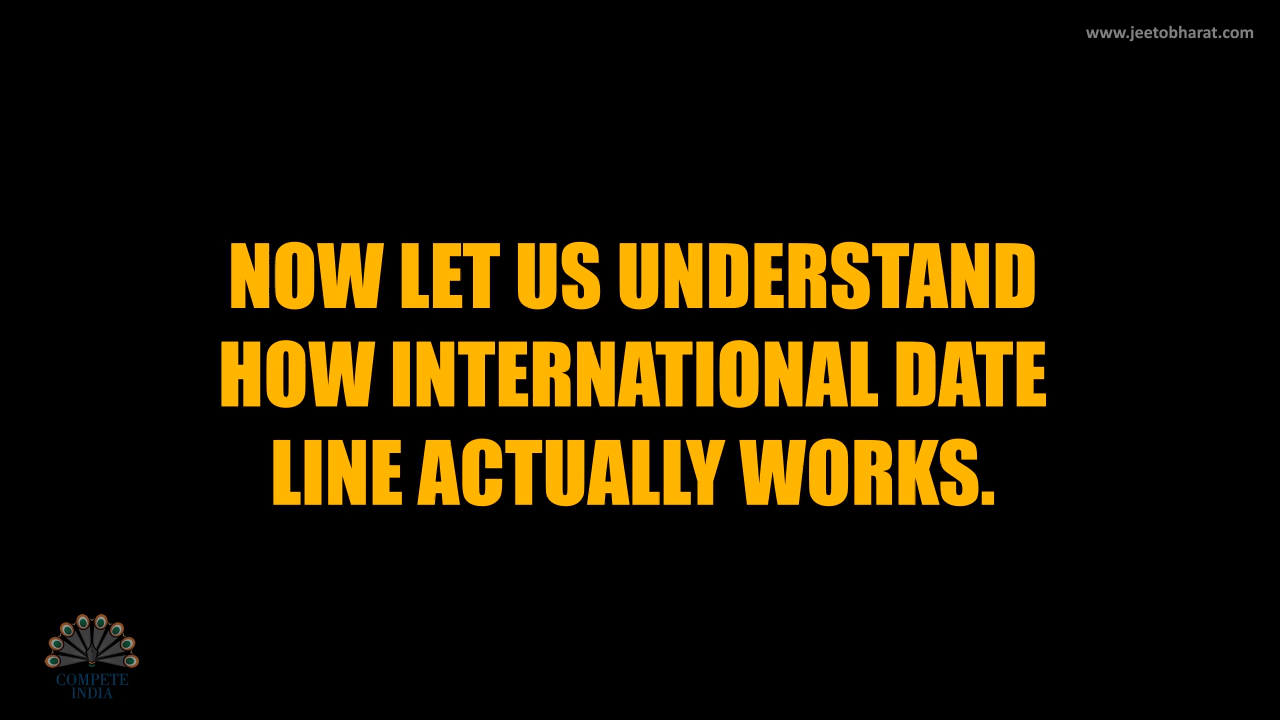 www.jeetobharat.com
NOW LET US UNDERSTAND
HOW INTERNATIONAL DATE
LINE ACTUALLY WORKS.
COMPETE
INDIA